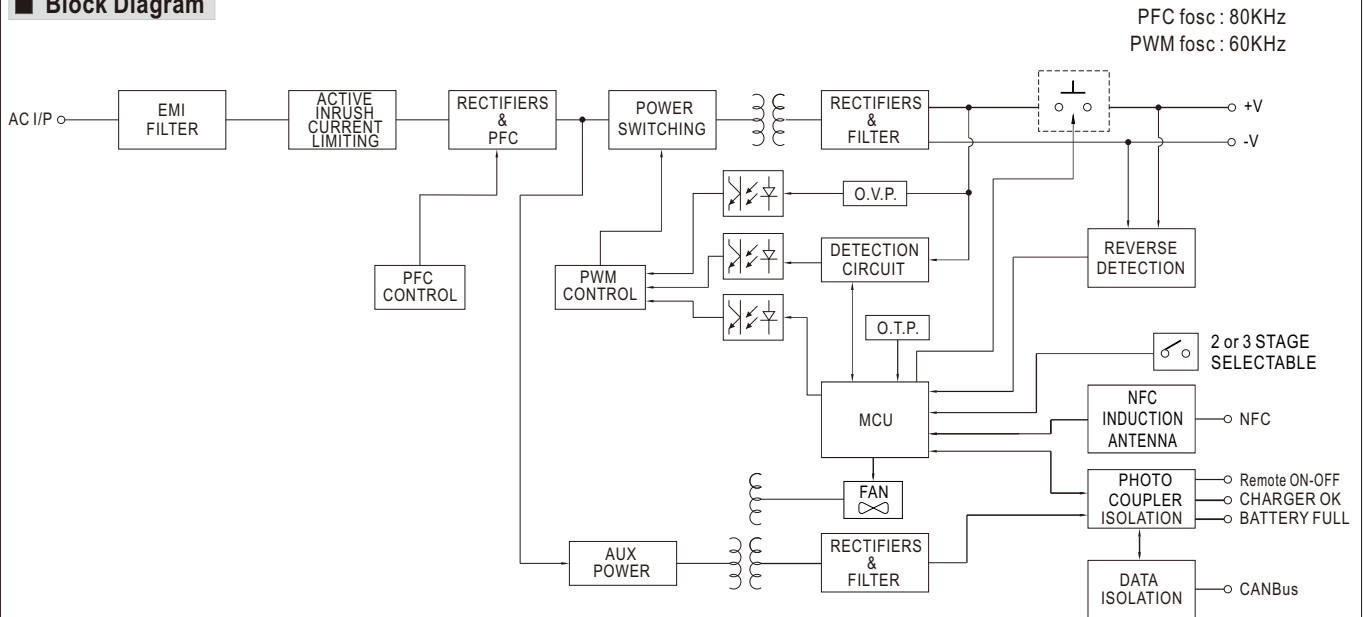 ■ Block Diagram
PFC fosc : 80KHz
PWM fosc : 60KHz
AC I/P
EMI
FILTER
ACTIVE
INRUSH
CURRENT
LIMITING
RECTIFIERS
&
PFC
POWER
SWITCHING
RECTIFIERS
&
FILTER
+V
-V
O.V.P.
DETECTION
CIRCUIT
REVERSE
DETECTION
PFC
CONTROL
PWM
CONTROL
O.T.P.
2 or 3 STAGE
SELECTABLE
MCU
NFC
INDUCTION
ANTENNA
NFC
FAN
PHOTO
COUPLER
ISOLATION
Remote ON-OFF
CHARGER OK
BATTERY FULL
AUX
POWER
RECTIFIERS
&
FILTER
DATA
ISOLATION
CANBus